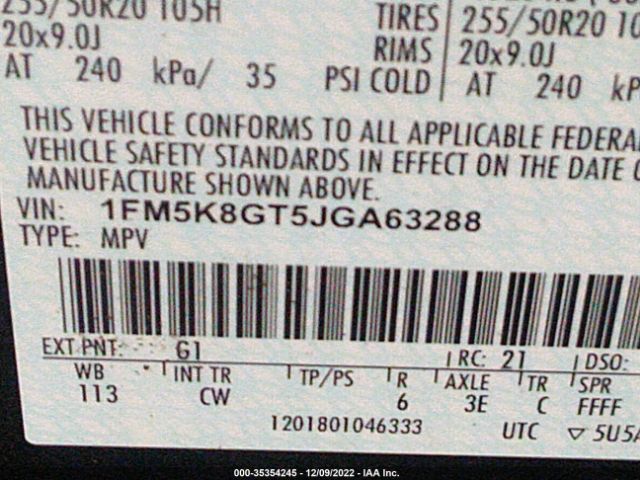 255/50R20 105H TIRES 255/50R20
20x9.0J RIMS 20x9.0J
AT 240 kPa/ 35 PSI COLD AT 240
THIS VEHICLE CONFORMS TO ALL APPLICABLE
VEHICLE SAFETY STANDARDS IN EFFECT ON THE DATE
MANUFACTURE SHOWN ABOVE.
VIN: 1FM5K8GT5JGA63288
TYPE: MPV
EXT PNT: G1 RC: 21 DSO:
WB INT TR TP/PS R AXLE TR SPR
113 CW 6 3E C FFFF
1201801046333 UTC ▽ 5U5A
000-35354245 - 12/09/2022 - IAA Inc.